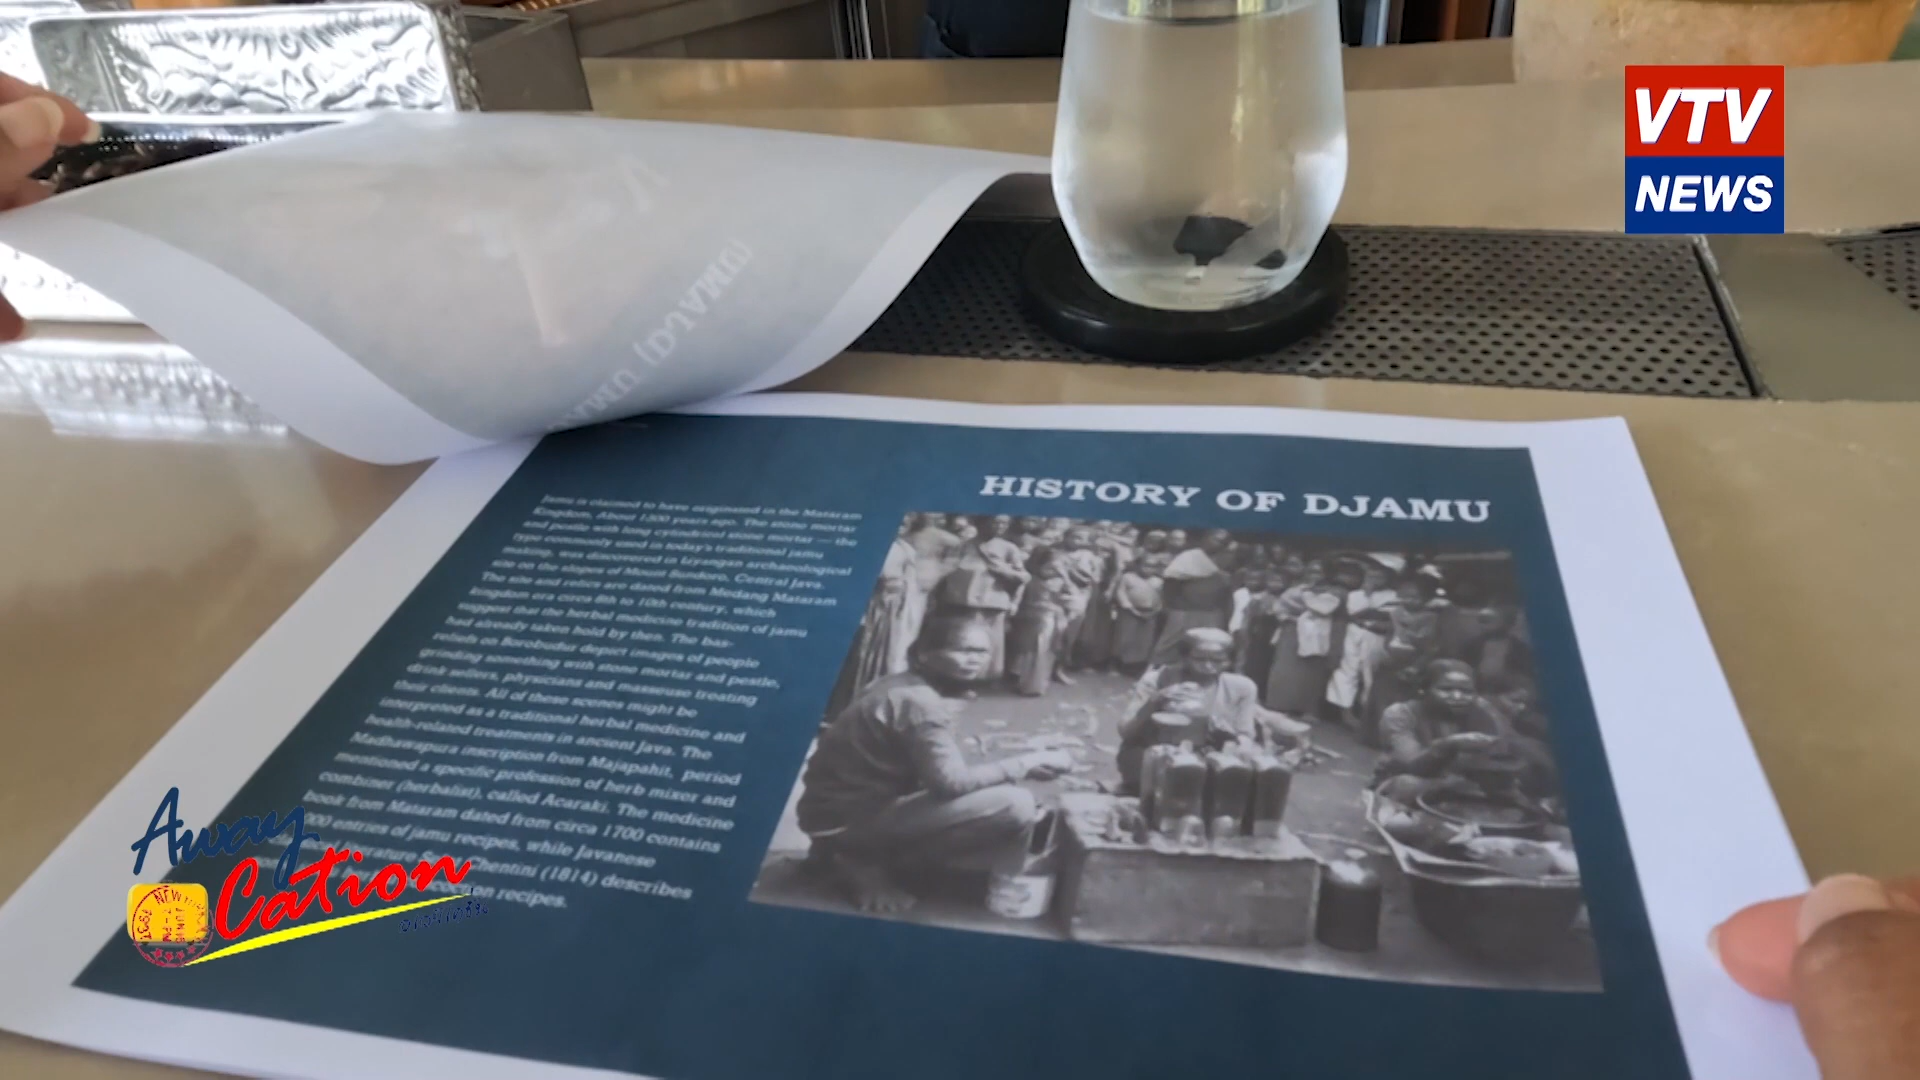 VTV
NEWS
HISTORY OF DJAMU
Jamu is claimed to have originated in the Mataram
Kingdom, About 1300 years ago. The stone mortar
and pestle with long cylindrical stone mortar — the
type commonly used in today's traditional jamu
making, was discovered in Liyangan archaeological
site on the slopes of Mount Sundoro, Central Java.
The site and relics are dated from Medang Mataram
kingdom era circa 8th to 10th century, which
suggest that the herbal medicine tradition of jamu
had already taken hold by then. The bas-
reliefs on Borobudur depict images of people
grinding something with stone mortar and pestle,
drink sellers, physicians and masseuse treating
their clients. All of these scenes might be
interpreted as a traditional herbal medicine and
health-related treatments in ancient Java. The
Madhawapura inscription from Majapahit, period
mentioned a specific profession of herb mixer and
combiner (herbalist), called Acaraki. The medicine
book from Mataram dated from circa 1700 contains
000 entries of jamu recipes, while Javanese
Chentini (1814) describes
recipes.
Away
Cation
NEW